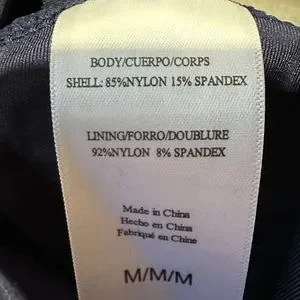 BODY/CUERPO/CORPS
SHELL: 85%NYLON 15% SPANDEX
LINING/FORRO/DOUBLURE
92%NYLON 8% SPANDEX
Made in China
Hecho en China
Fabriqué en Chine
M/M/M